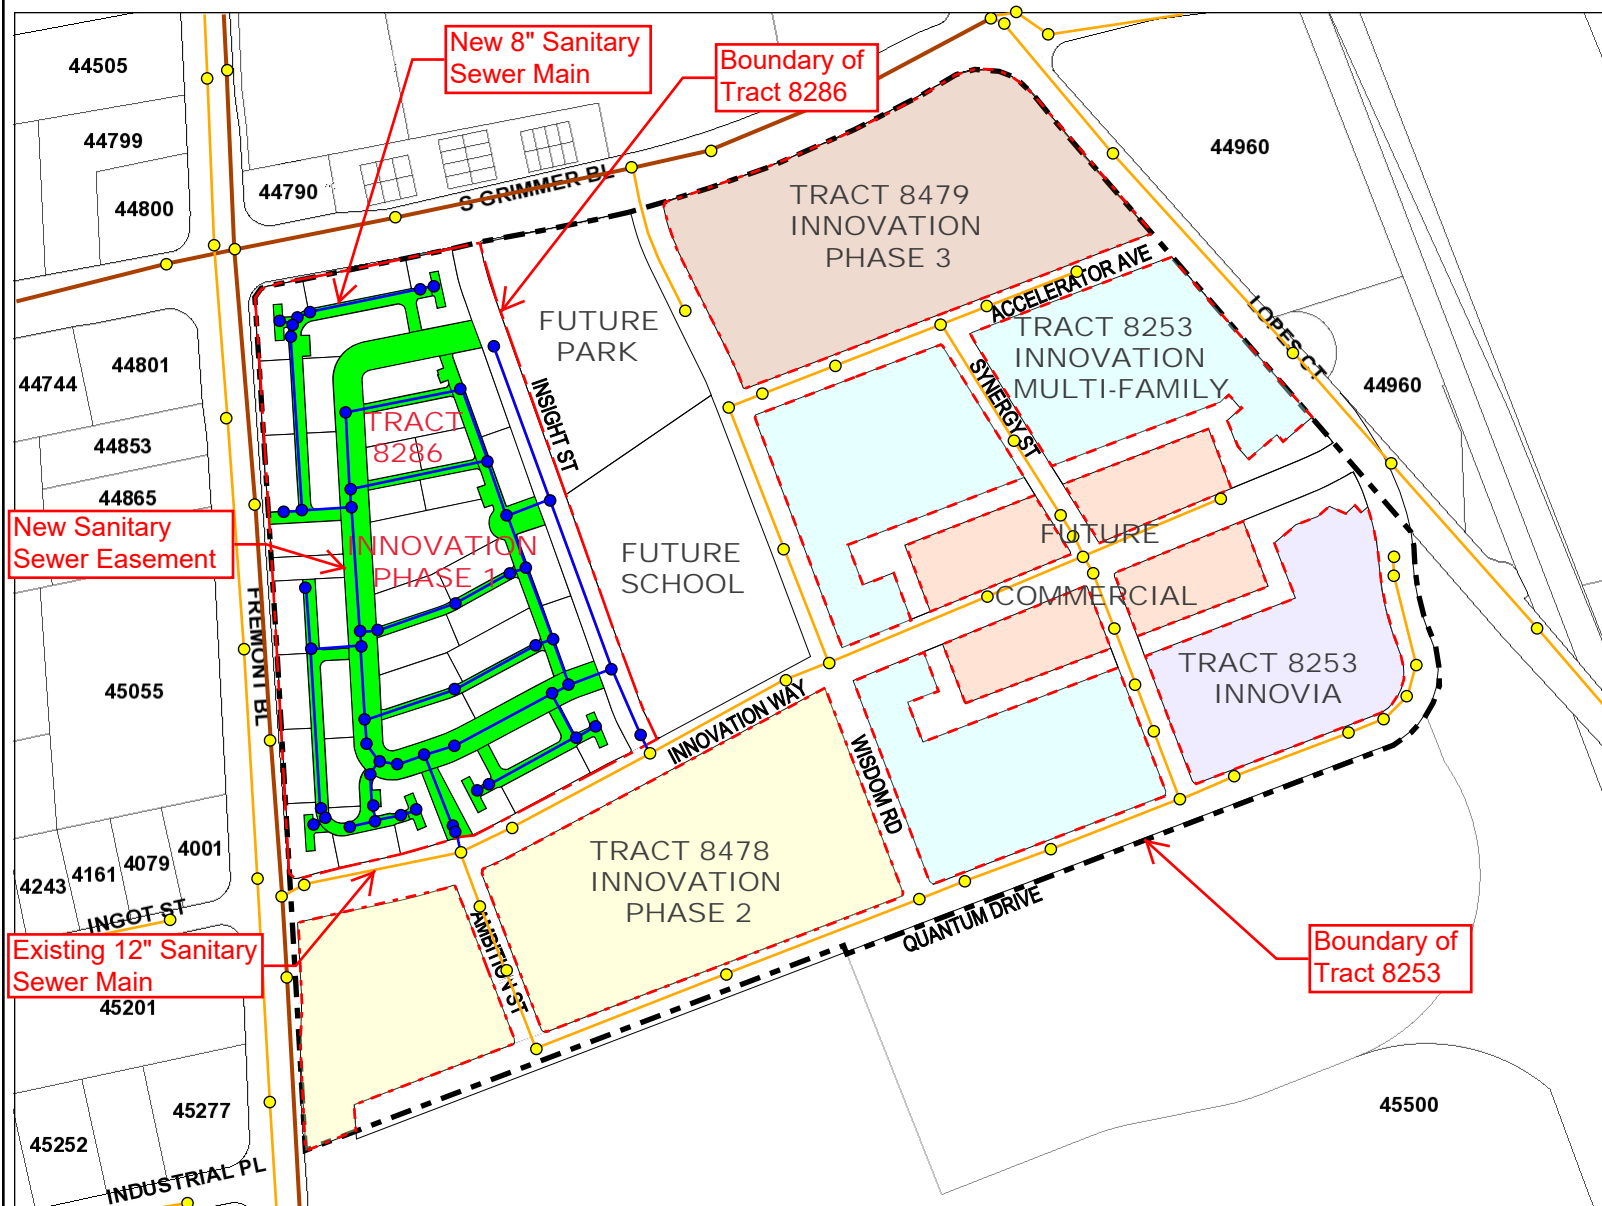 New 8" Sanitary
Sewer Main
Boundary of
Tract 8286
44505
44799
44800
44790
S GRIMMER BL
44960
TRACT 8479
INNOVATION
PHASE 3
ACCELERATOR AVE
LOPES CT
44960
FUTURE
PARK
TRACT 8253
INNOVATION
MULTI-FAMILY
SYNERGY ST
44744
44801
44853
44865
INSIGHT ST
TRACT
8286
INNOVATION
PHASE 1
New Sanitary
Sewer Easement
FUTURE
SCHOOL
FUTURE
COMMERCIAL
FREMONT BL
45055
TRACT 8253
INNOVIA
INNOVATION WAY
WISDOM RD
4243
4161
4079
4001
INGOT ST
TRACT 8478
INNOVATION
PHASE 2
AMBITION ST
QUANTUM DRIVE
Existing 12" Sanitary
Sewer Main
Boundary of
Tract 8253
45201
45277
45252
INDUSTRIAL PL
45500